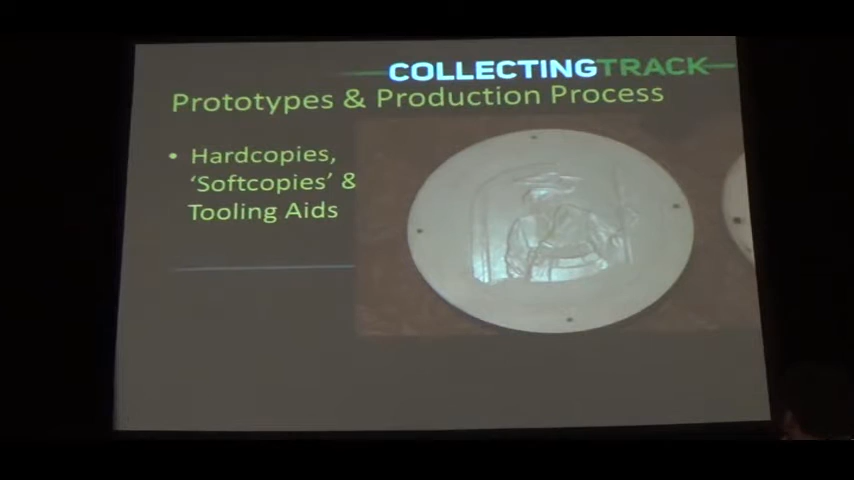 COLLECTINGTRACK
Prototypes & Production Process
• Hardcopies,
‘Softcopies’ &
Tooling Aids